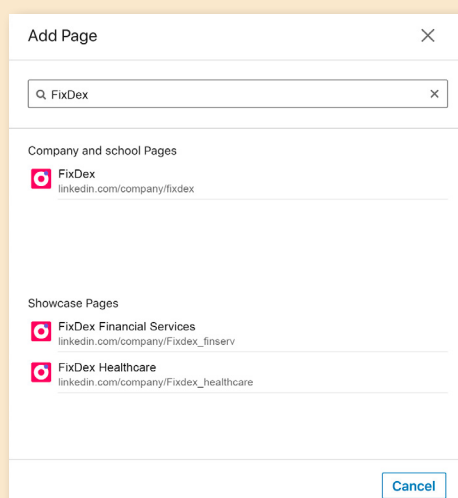 Add Page
FixDex
Company and school Pages
FixDex
linkedin.com/company/fixdex
Showcase Pages
FixDex Financial Services
linkedin.com/company/Fixdex_finserv
FixDex Healthcare
linkedin.com/company/Fixdex_healthcare
Cancel